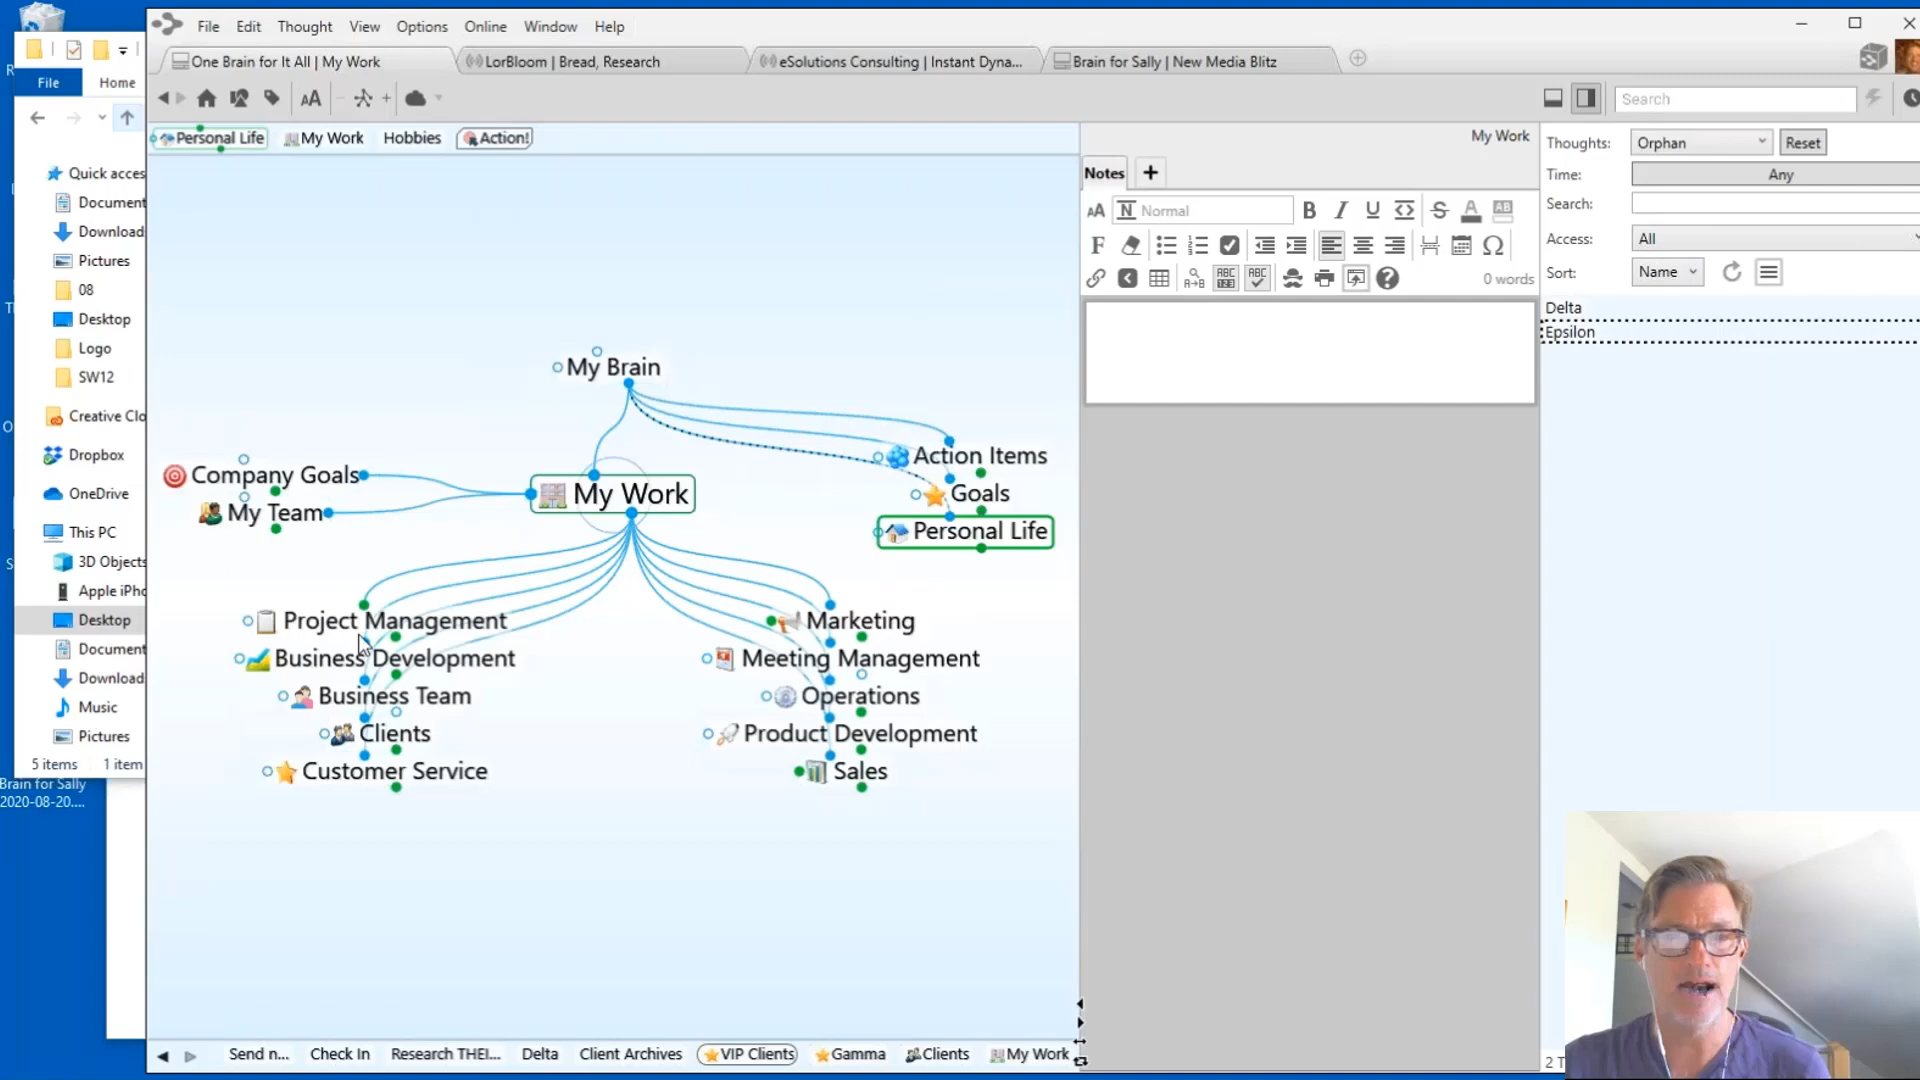 File Edit Thought View Options Online Window Help
One Brain for It All | My Work
LorBloom | Bread, Research
eSolutions Consulting | Instant Dyna...
Brain for Sally | New Media Blitz
File Home
Search
Personal Life My Work Hobbies Action!
My Work
Notes
Normal
0 words
Thoughts: Orphan Reset
Time: Any
Search:
Access: All
Sort: Name
Delta
Epsilon
Quick acces
Document
Download
Pictures
08
Desktop
Logo
SW12
Creative Clo
Dropbox
OneDrive
This PC
3D Objects
Apple iPho
Desktop
Document
Download
Music
Pictures
5 items 1 item
Brain for Sally
2020-08-20....
My Brain
Company Goals
My Team
My Work
Action Items
Goals
Personal Life
Project Management
Business Development
Business Team
Clients
Customer Service
Marketing
Meeting Management
Operations
Product Development
Sales
Send n... Check In Research THEI... Delta Client Archives VIP Clients Gamma Clients My Work
2 T